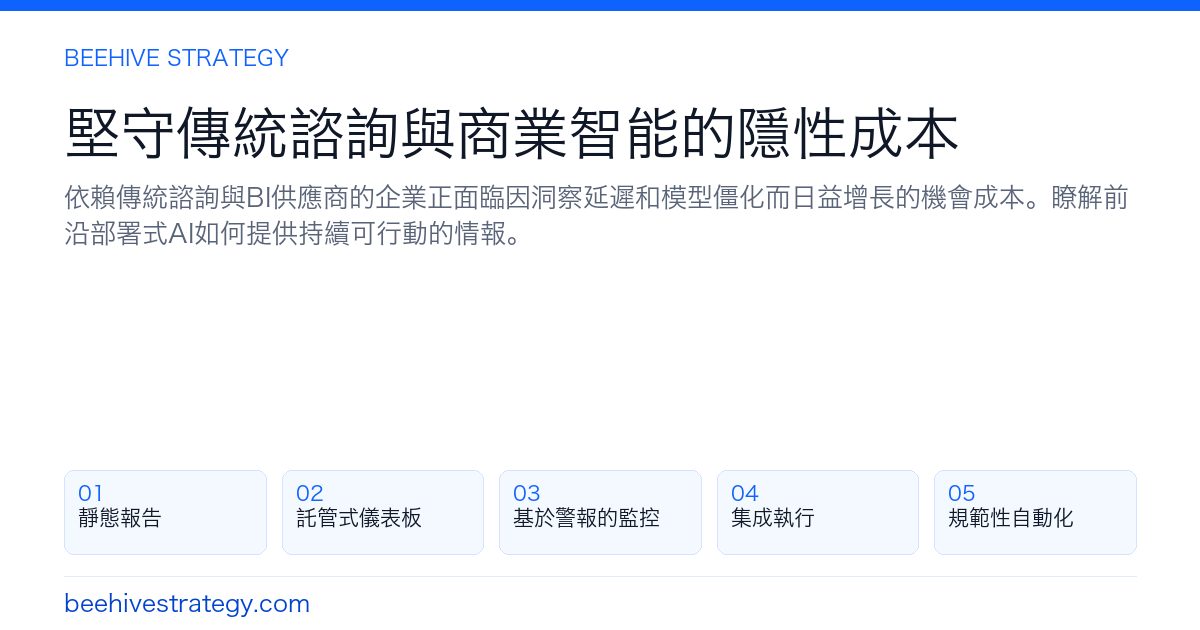 BEEHIVE STRATEGY
堅守傳統諮詢與商業智能的隱性成本
依賴傳統諮詢與BI供應商的企業正面臨因洞察延遲和模型僵化而日益增長的機會成本。瞭解前
沿部署式AI如何提供持續可行動的情報。
01
靜態報告
02
託管式儀表板
03
基於警報的監控
04
集成執行
05
規範性自動化
beehivestrategy.com